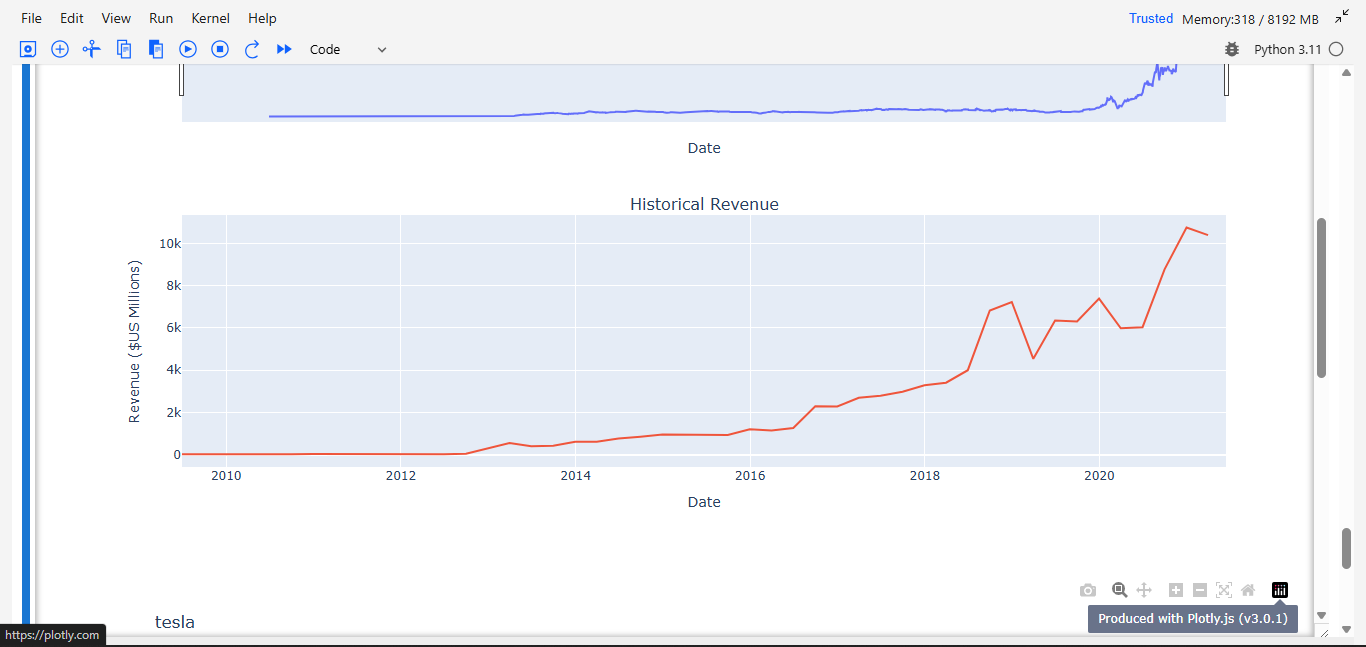 File Edit View Run Kernel Help Trusted Memory:318 / 8192 MB
Code Python 3.11
Date
Historical Revenue
Revenue ($US Millions)
10k
8k
6k
4k
2k
0
2010 2012 2014 2016 2018 2020
Date
tesla
Produced with Plotly.js (v3.0.1)
https://plotly.com